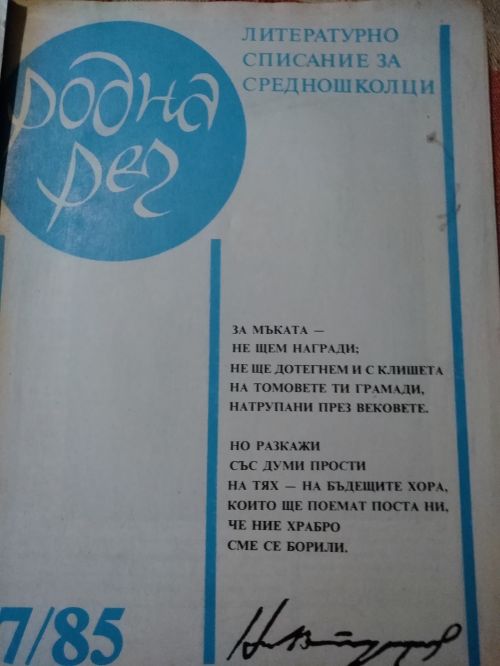 родна
реч
ЛИТЕРАТУРНО
СПИСАНИЕ ЗА
СРЕДНОШКОЛЦИ
ЗА МЪКАТА —
НЕ ЩЕМ НАГРАДИ;
НЕ ЩЕ ДОТЕГНЕМ И С КЛИШЕТА
НА ТОМОВЕТЕ ТИ ГРАМАДИ,
НАТРУПАНИ ПРЕЗ ВЕКОВЕТЕ.
НО РАЗКАЖИ
СЪС ДУМИ ПРОСТИ
НА ТЯХ — НА БЪДЕЩИТЕ ХОРА,
КОИТО ЩЕ ПОЕМАТ ПОСТА НИ,
ЧЕ НИЕ ХРАБРО
СМЕ СЕ БОРИЛИ.
7/85